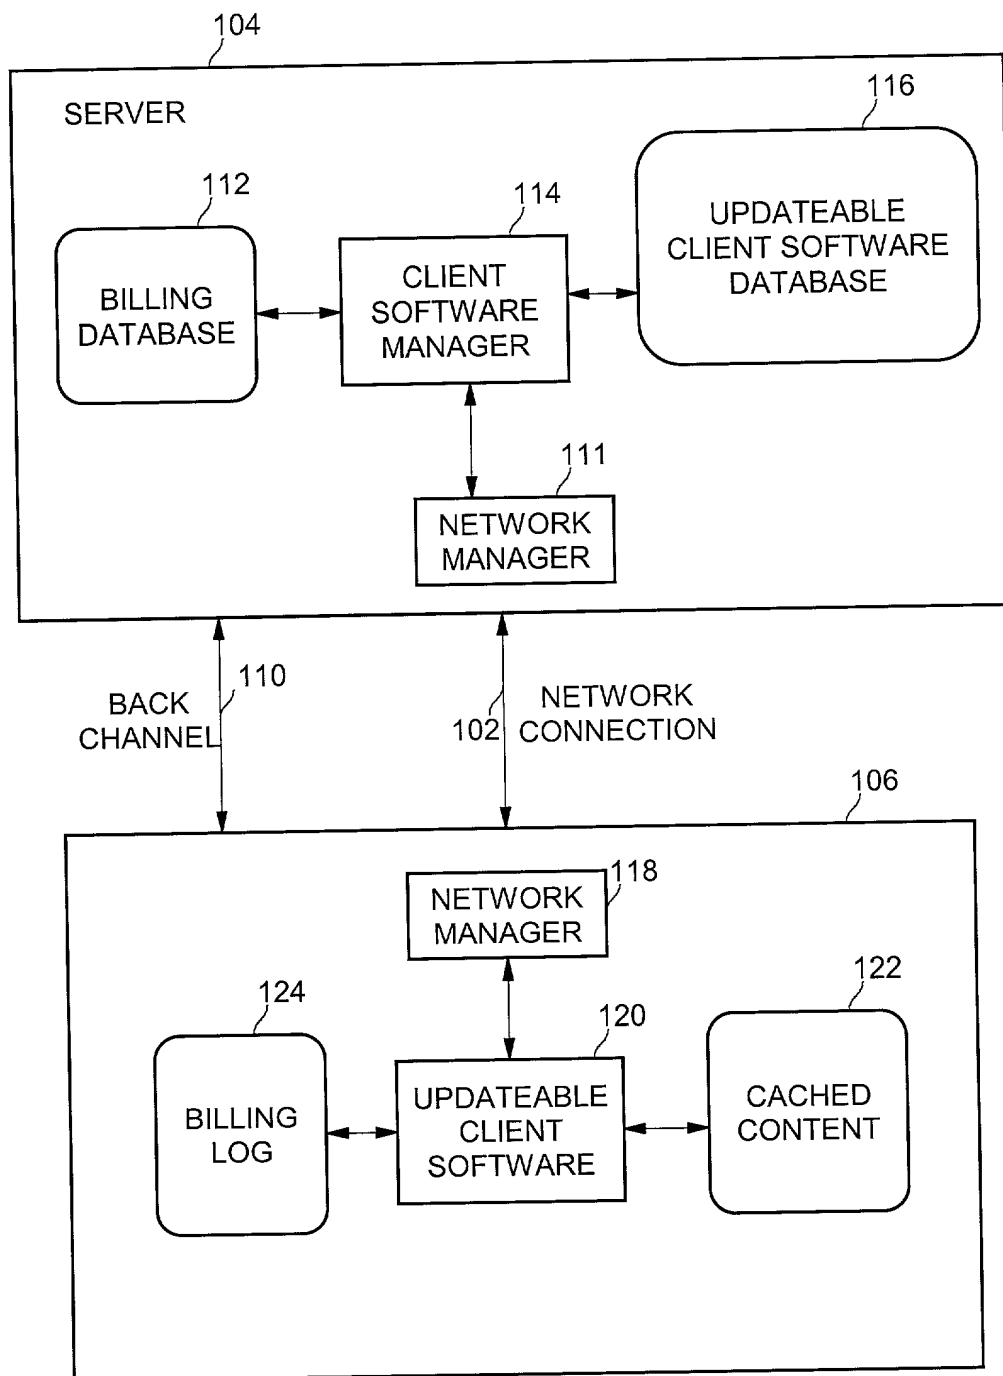 104
SERVER
116
112
114
UPDATEABLE
CLIENT SOFTWARE
DATABASE
BILLING
DATABASE
CLIENT
SOFTWARE
MANAGER
111
NETWORK
MANAGER
BACK
CHANNEL
110
102
NETWORK
CONNECTION
106
118
NETWORK
MANAGER
124
120
122
BILLING
LOG
UPDATEABLE
CLIENT
SOFTWARE
CACHED
CONTENT